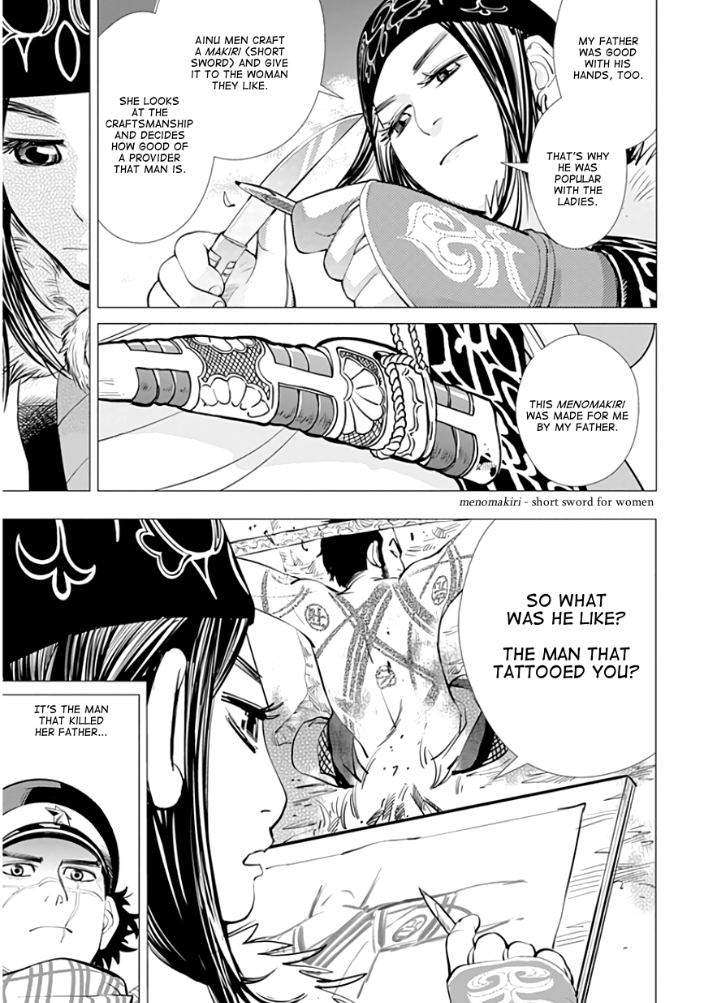 MY FATHER
WAS GOOD
WITH HIS
HANDS, TOO.
THAT'S WHY
HE WAS
POPULAR
WITH THE
LADIES.
AINU MEN CRAFT
A MAKIRI (SHORT
SWORD) AND GIVE
IT TO THE WOMAN
THEY LIKE.
SHE LOOKS
AT THE
CRAFTSMANSHIP
AND DECIDES
HOW GOOD OF
A PROVIDER
THAT MAN IS.
THIS MENOMAKIRI
WAS MADE FOR ME
BY MY FATHER.
menomakiri - short sword for women
SO WHAT
WAS HE LIKE?
THE MAN THAT
TATTOOED YOU?
IT'S THE MAN
THAT KILLED
HER FATHER...